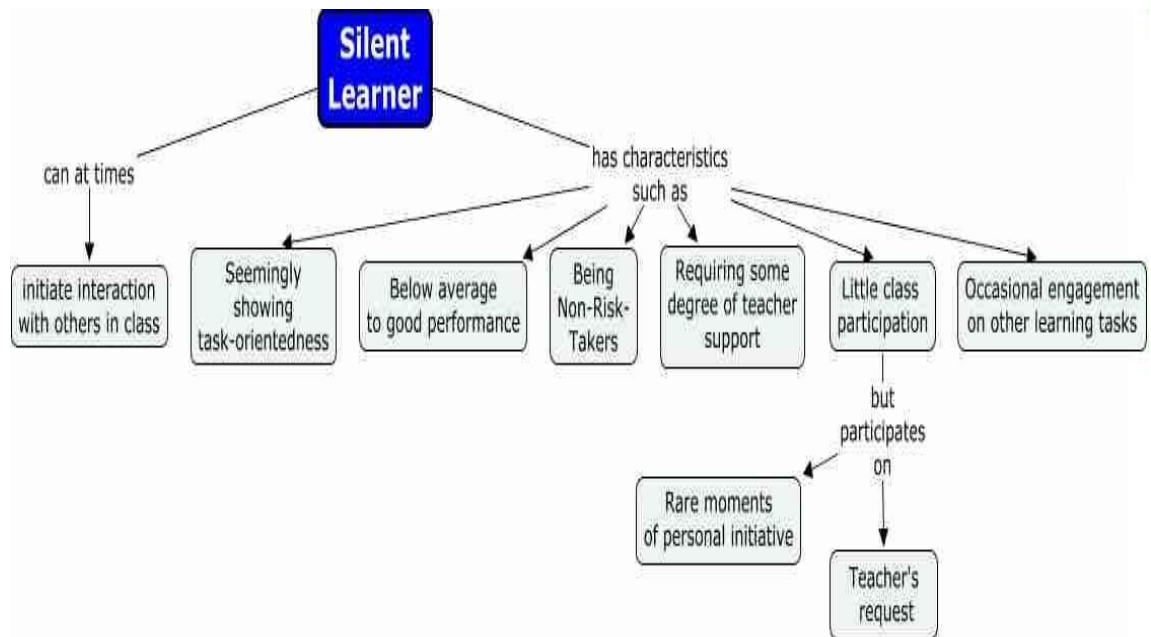 Silent
Learner
can at times
has characteristics
such as
initiate interaction
with others in class
Seemingly
showing
task-orientedness
Below average
to good performance
Being
Non-Risk-
Takers
Requiring some
degree of teacher
support
Little class
participation
Occasional engagement
on other learning tasks
but
participates
on
Rare moments
of personal initiative
Teacher's
request